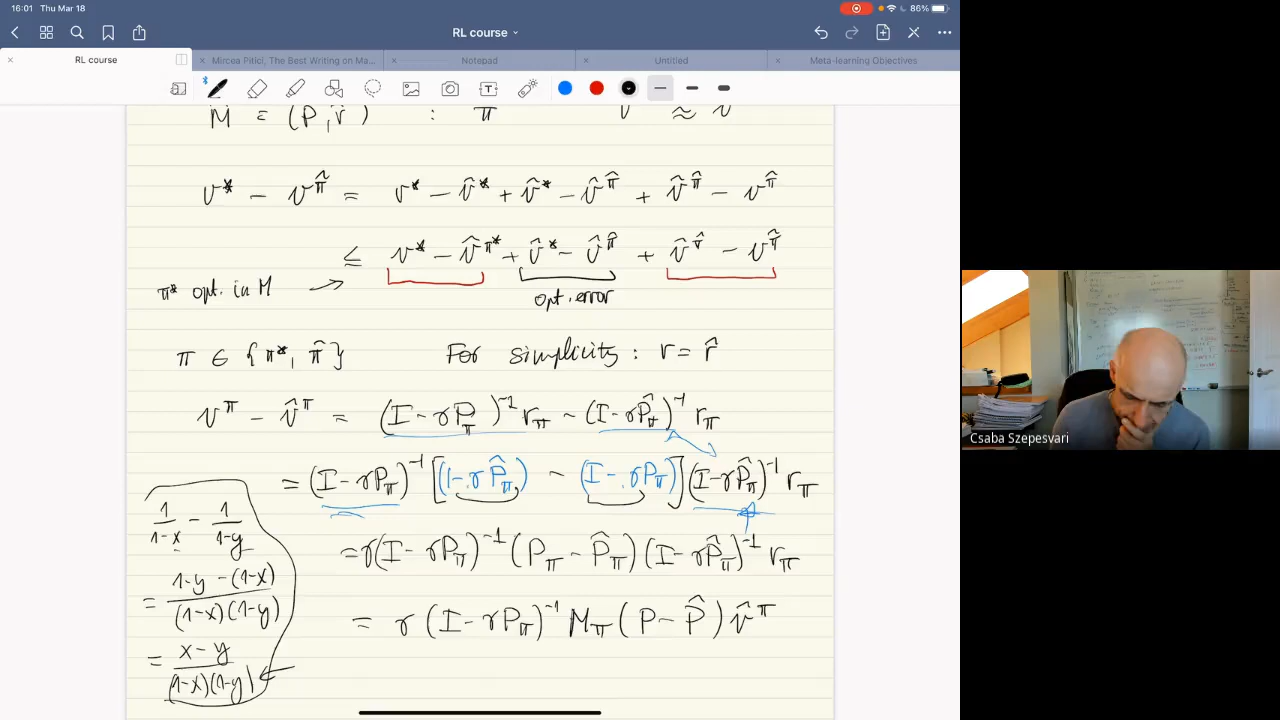 16:01 Thu Mar 18
86%
RL course
RL course
Mircea Pitici, The Best Writing on Ma...
Notepad
Untitled
Meta-learning Objectives
v* − v^π̂ = v* − v̂* + v̂* − v̂^π̂ + v̂^π̂ − v^π̂
≤ v* − v̂^π* + v̂* − v̂^π̂ + v̂^π̂ − v^π̂
π* opt. in M →
opt. error
π ∈ {π*, π̂} For simplicity: r = r̂
v^π − v̂^π = (I − γP_π)^-1 r_π − (I − γP̂_π)^-1 r_π
= (I − γP_π)^-1 [(I − γP̂_π) − (I − γP_π)] (I − γP̂_π)^-1 r_π
= γ(I − γP_π)^-1 (P_π − P̂_π) (I − γP̂_π)^-1 r_π
= γ (I − γP_π)^-1 M_π (P − P̂) v̂^π
1/(1-x) − 1/(1-y)
= (1-y − (1-x))/((1-x)(1-y))
= (x − y)/((1-x)(1-y))
Csaba Szepesvari